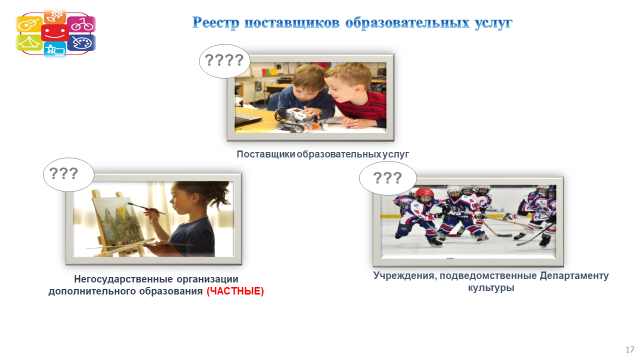 Реестр поставщиков образовательных услуг
????
Поставщики образовательных услуг
???
???
Негосударственные организации
дополнительного образования (ЧАСТНЫЕ)
Учреждения, подведомственные Департаменту
культуры
17